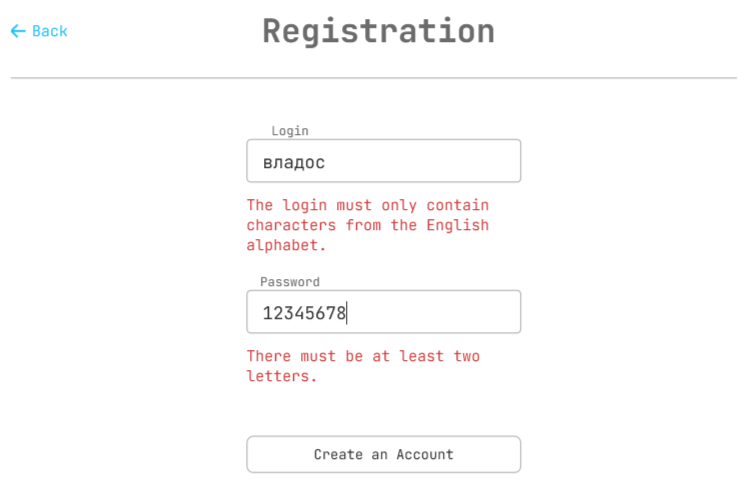 ← Back
Registration
Login
владос
The login must only contain
characters from the English
alphabet.
Password
12345678
There must be at least two
letters.
Create an Account